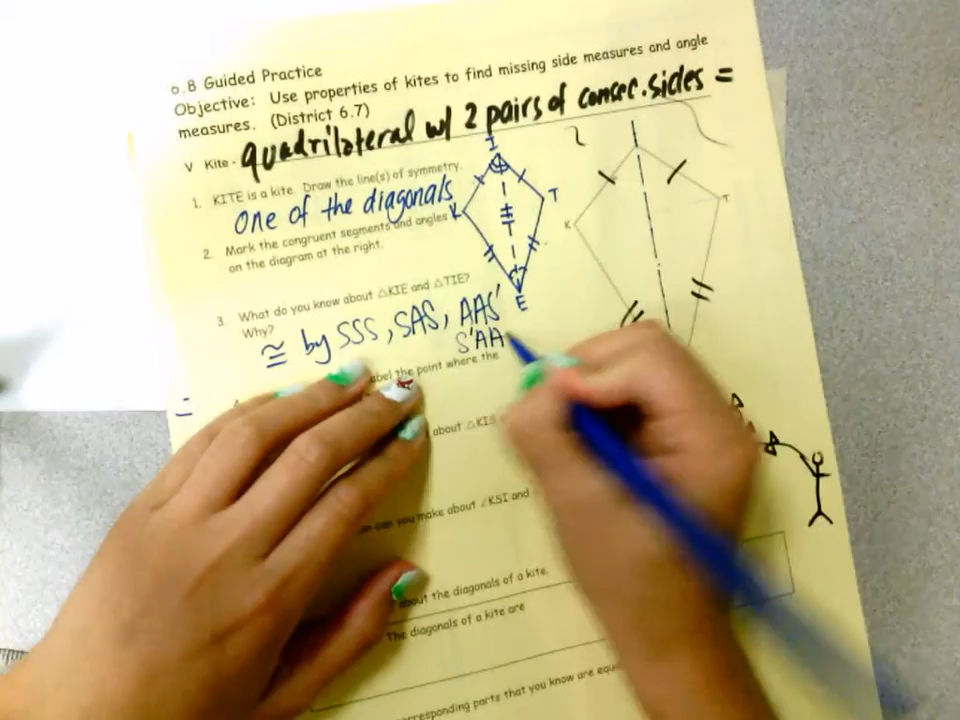 6.8 Guided Practice
Objective: Use properties of kites to find missing side measures and angle
measures. (District 6.7)
V Kite - quadrilateral w/ 2 pairs of consec. sides =
1. KITE is a kite. Draw the line(s) of symmetry.
one of the diagonals
2. Mark the congruent segments and angles
on the diagram at the right.
I
K
T
E
K
T
3. What do you know about △KIE and △TIE?
Why?
≅ by SSS, SAS, AAS
S'AA
label the point where the
=
about △KIS
can you make about ∠KSI and
about the diagonals of a kite.
The diagonals of a kite are
corresponding parts that you know are